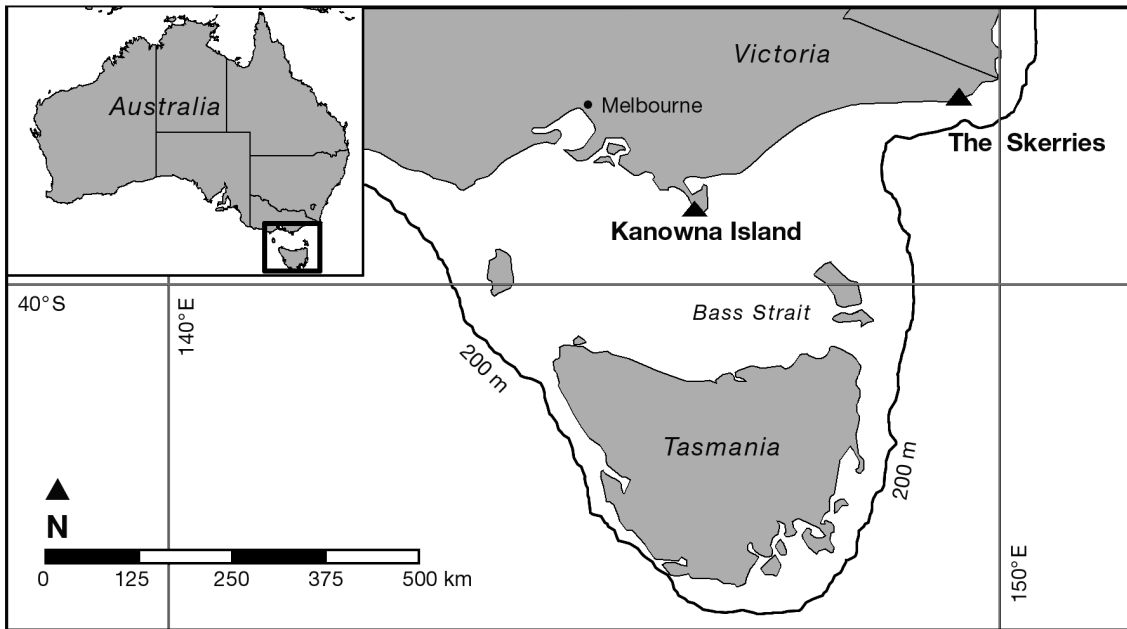 Australia
Victoria
Melbourne
The Skerries
Kanowna Island
40°S
140°E
Bass Strait
200 m
Tasmania
200 m
N
0 125 250 375 500 km
150°E